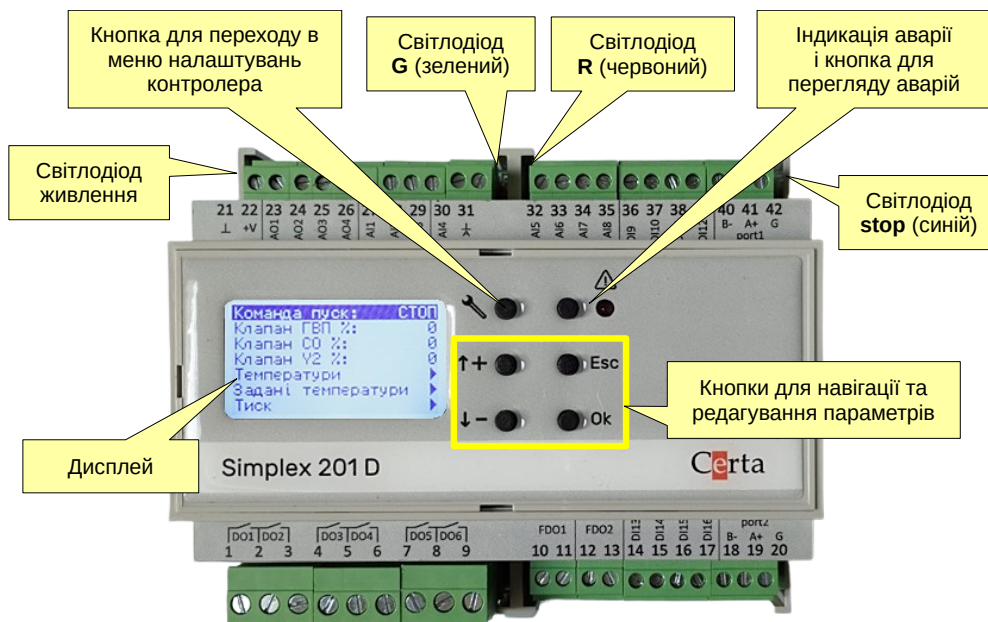 Кнопка для переходу в
меню налаштувань
контролера
Світлодіод
G (зелений)
Світлодіод
R (червоний)
Індикація аварії
і кнопка для
перегляду аварій
Світлодіод
живлення
Світлодіод
stop (синій)
21 22 23 24 25 26 29 30 31 32 33 34 35 36 37 38 40 41 42
⊥ +V AO1 AO2 AO3 AO4 AI1 AI4 AI5 AI6 AI7 AI8 DI9 DI10 B- A+ G
port1
Команда пуск: СТОП
Клапан ГВП %: 0
Клапан СО %: 0
Клапан Y2 %: 0
Температури
Задані температури
Тиск
↑+
Esc
↓−
Ok
Кнопки для навігації та
редагування параметрів
Дисплей
Simplex 201 D
Certa
DO1 DO2 DO3 DO4 DO5 DO6 FDO1 FDO2 DI13 DI14 DI15 DI16 port2
B- A+ G
1 2 3 4 5 6 7 8 9 10 11 12 13 14 15 16 17 18 19 20